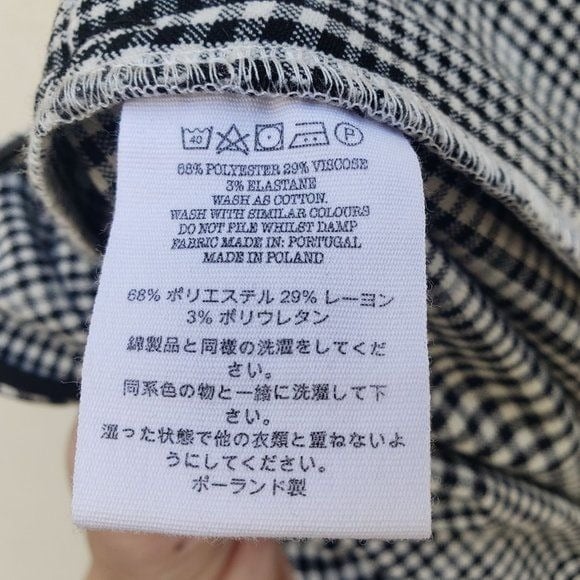 40 P
68% POLYESTER 29% VISCOSE
3% ELASTANE
WASH AS COTTON.
WASH WITH SIMILAR COLOURS
DO NOT PILE WHILST DAMP
FABRIC MADE IN: PORTUGAL
MADE IN POLAND
68% ポリエステル 29% レーヨン
3% ポリウレタン
綿製品と同様の洗濯をしてくだ
さい。
同系色の物と一緒に洗濯して下
さい。
湿った状態で他の衣類と重ねないよ
うにしてください。
ポーランド製